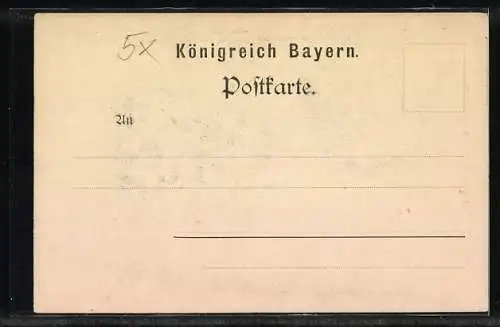 5x
Königreich Bayern.
Poſtkarte.
An